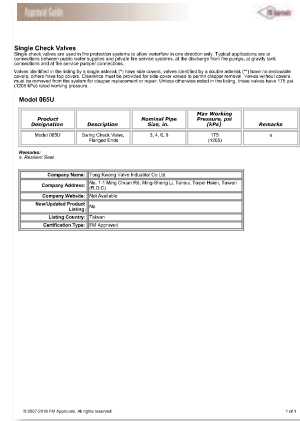 Approval Guide
FM Approvals
Single Check Valves
Single check valves are used in fire protection systems to allow waterflow in one direction only. Typical applications are at
connections between public water supplies and private fire service systems, at the discharge from fire pumps, at gravity tank
connections and at fire service pumper connections.
Valves identified in the listing by a single asterisk (*) have side covers, valves identified by a double asterisk (**) have no removable
covers; others have top covers. Clearance must be provided for side cover valves to permit clapper removal. Valves without covers
must be removed from the system for clapper replacement or repair. Unless otherwise noted in the listing, these valves have 175 psi
(1205 kPa) rated working pressure.
Model 065U
Product Designation Description Nominal Pipe Size, in. Max Working Pressure, psi (kPa) Remarks
Model 065U Swing Check Valve, Flanged Ends 3, 4, 6, 8 175 (1205) a
Remarks:
a. Resilient Seat
Company Name: Tong Kwang Valve Industrial Co Ltd
Company Address: No. 1-1 Ming Chuan Rd, Ming-Sheng Li, Tansui, Taipei Hsien, Taiwan
(R.O.C)
Company Website: Not Available
New/Updated Product Listing: No
Listing Country: Taiwan
Certification Type: FM Approved
© 2007-2016 FM Approvals. All rights reserved
1 of 1